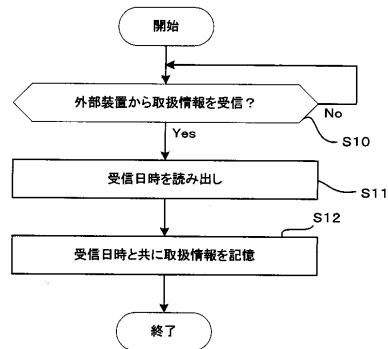 開始
外部装置から取扱情報を受信？
No
S10
Yes
受信日時を読み出し
S11
S12
受信日時と共に取扱情報を記憶
終了